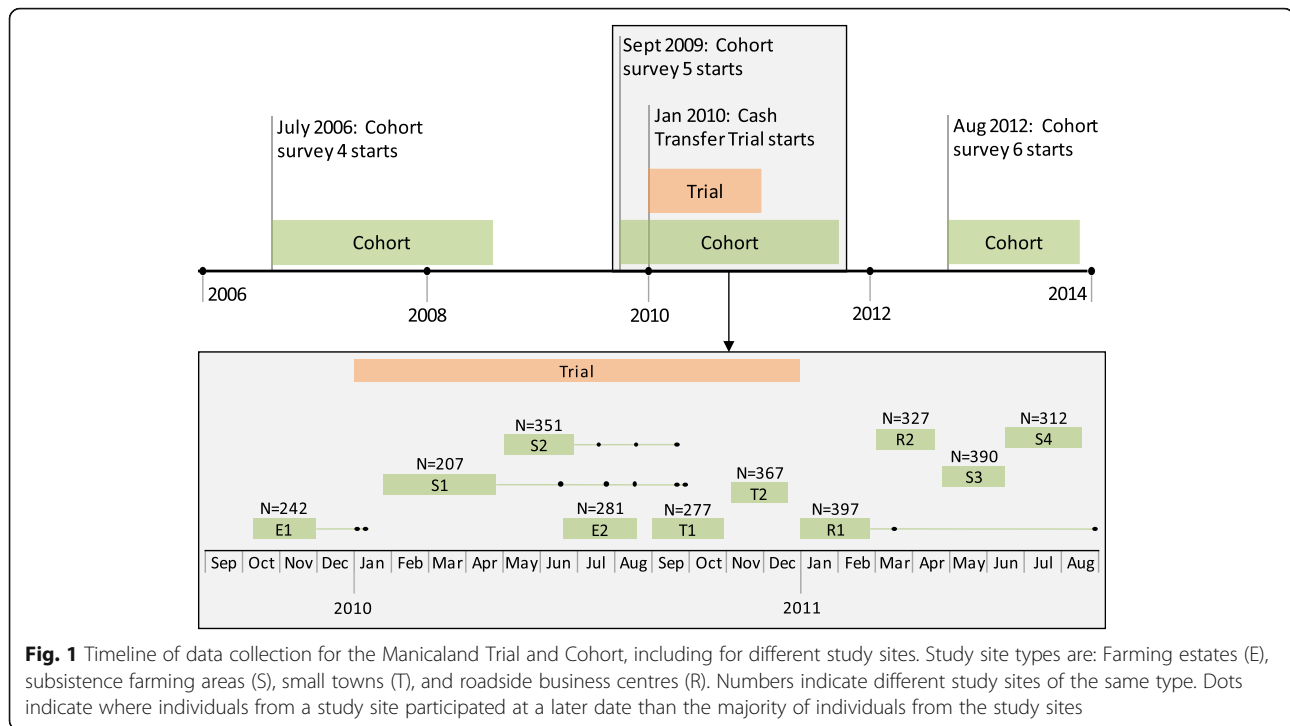 Sept 2009: Cohort
survey 5 starts
July 2006: Cohort
survey 4 starts
Jan 2010: Cash
Transfer Trial starts
Aug 2012: Cohort
survey 6 starts
Trial
Cohort
Cohort
Cohort
2006
2008
2010
2012
2014
Trial
N=351
S2
N=327
R2
N=312
S4
N=207
S1
N=390
S3
N=367
T2
N=242
E1
N=281
E2
N=277
T1
N=397
R1
Sep Oct Nov Dec Jan Feb Mar Apr May Jun Jul Aug Sep Oct Nov Dec Jan Feb Mar Apr May Jun Jul Aug
2010 2011
Fig. 1 Timeline of data collection for the Manicaland Trial and Cohort, including for different study sites. Study site types are: Farming estates (E),
subsistence farming areas (S), small towns (T), and roadside business centres (R). Numbers indicate different study sites of the same type. Dots
indicate where individuals from a study site participated at a later date than the majority of individuals from the study sites